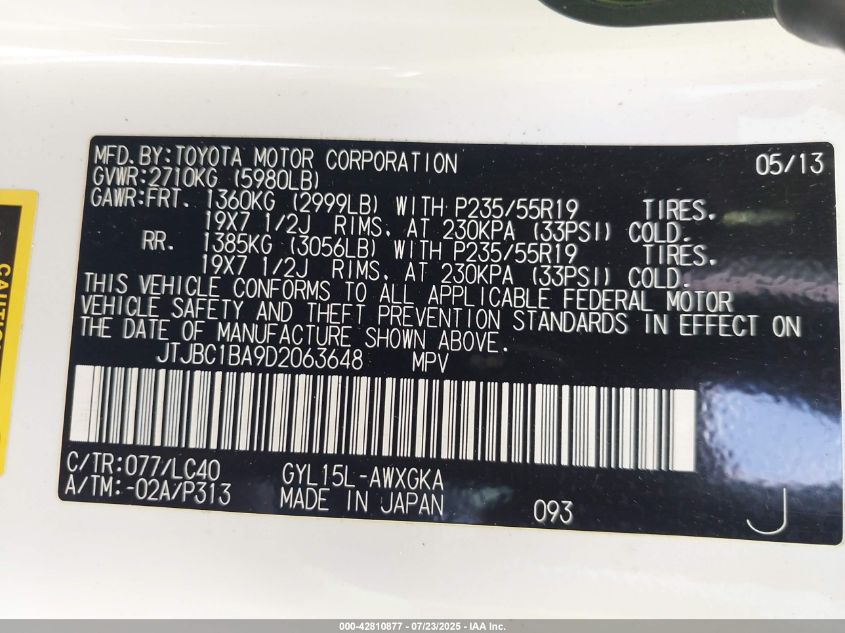 MFD.BY:TOYOTA MOTOR CORPORATION 05/13
GVWR:2710KG (5980LB)
GAWR:FRT. 1360KG (2999LB) WITH P235/55R19 TIRES.
19X7 1/2J RIMS. AT 230KPA (33PSI) COLD.
RR. 1385KG (3056LB) WITH P235/55R19 TIRES.
19X7 1/2J RIMS. AT 230KPA (33PSI) COLD.
THIS VEHICLE CONFORMS TO ALL APPLICABLE FEDERAL MOTOR
VEHICLE SAFETY AND THEFT PREVENTION STANDARDS IN EFFECT ON
THE DATE OF MANUFACTURE SHOWN ABOVE.
JTJBC1BA9D2063648 MPV
C/TR:077/LC40 GYL15L-AWXGKA
A/TM:-02A/P313 MADE IN JAPAN 093 J
000-42810877 - 07/23/2025 - IAA Inc.